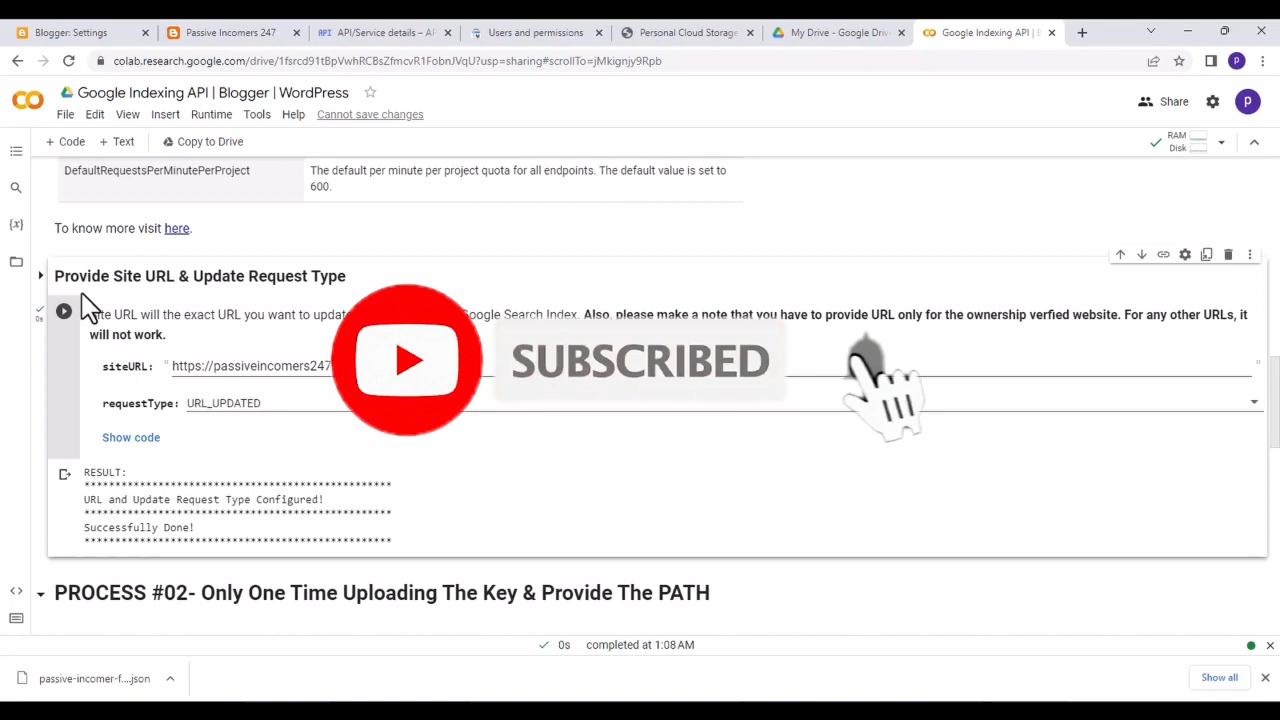 Blogger: Settings
Passive Incomers 247
API API/Service details – AP
Users and permissions
Personal Cloud Storage
My Drive - Google Drive
Google Indexing API | B
colab.research.google.com/drive/1fsrcd91tBpVwhRCBsZfmcvR1FobnJVqU?usp=sharing#scrollTo=jMkignjy9Rpb
p
Google Indexing API | Blogger | WordPress
Share
p
File Edit View Insert Runtime Tools Help Cannot save changes
+ Code + Text Copy to Drive
RAM
Disk
DefaultRequestsPerMinutePerProject
The default per minute per project quota for all endpoints. The default value is set to
600.
To know more visit here.
Provide Site URL & Update Request Type
0s
te URL will the exact URL you want to updat oogle Search Index. Also, please make a note that you have to provide URL only for the ownership verfied website. For any other URLs, it
will not work.
siteURL: " https://passiveincomers247 "
SUBSCRIBED
requestType: URL_UPDATED
Show code
RESULT:
**************************************************
URL and Update Request Type Configured!
**************************************************
Successfully Done!
**************************************************
PROCESS #02- Only One Time Uploading The Key & Provide The PATH
0s completed at 1:08 AM
passive-incomer-f....json
Show all